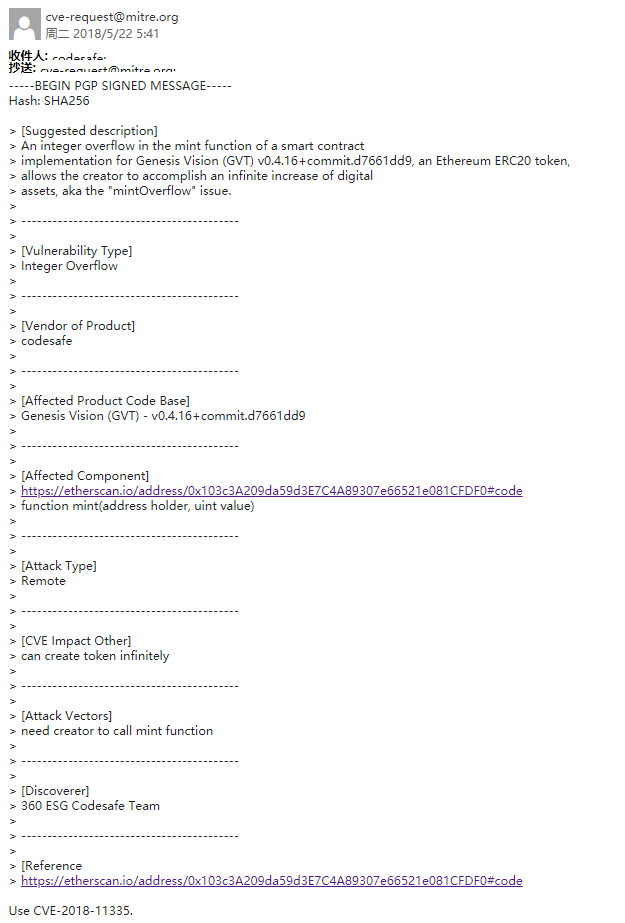 cve-request@mitre.org
周二 2018/5/22 5:41
收件人: codesafe;
抄送: cve-request@mitre.org;
-----BEGIN PGP SIGNED MESSAGE-----
Hash: SHA256
> [Suggested description]
> An integer overflow in the mint function of a smart contract
> implementation for Genesis Vision (GVT) v0.4.16+commit.d7661dd9, an Ethereum ERC20 token,
> allows the creator to accomplish an infinite increase of digital
> assets, aka the "mintOverflow" issue.
>
> ------------------------------------------
>
> [Vulnerability Type]
> Integer Overflow
>
> ------------------------------------------
>
> [Vendor of Product]
> codesafe
>
> ------------------------------------------
>
> [Affected Product Code Base]
> Genesis Vision (GVT) - v0.4.16+commit.d7661dd9
>
> ------------------------------------------
>
> [Affected Component]
> https://etherscan.io/address/0x103c3A209da59d3E7C4A89307e66521e081CFDF0#code
> function mint(address holder, uint value)
>
> ------------------------------------------
>
> [Attack Type]
> Remote
>
> ------------------------------------------
>
> [CVE Impact Other]
> can create token infinitely
>
> ------------------------------------------
>
> [Attack Vectors]
> need creator to call mint function
>
> ------------------------------------------
>
> [Discoverer]
> 360 ESG Codesafe Team
>
> ------------------------------------------
>
> [Reference
> https://etherscan.io/address/0x103c3A209da59d3E7C4A89307e66521e081CFDF0#code
Use CVE-2018-11335.